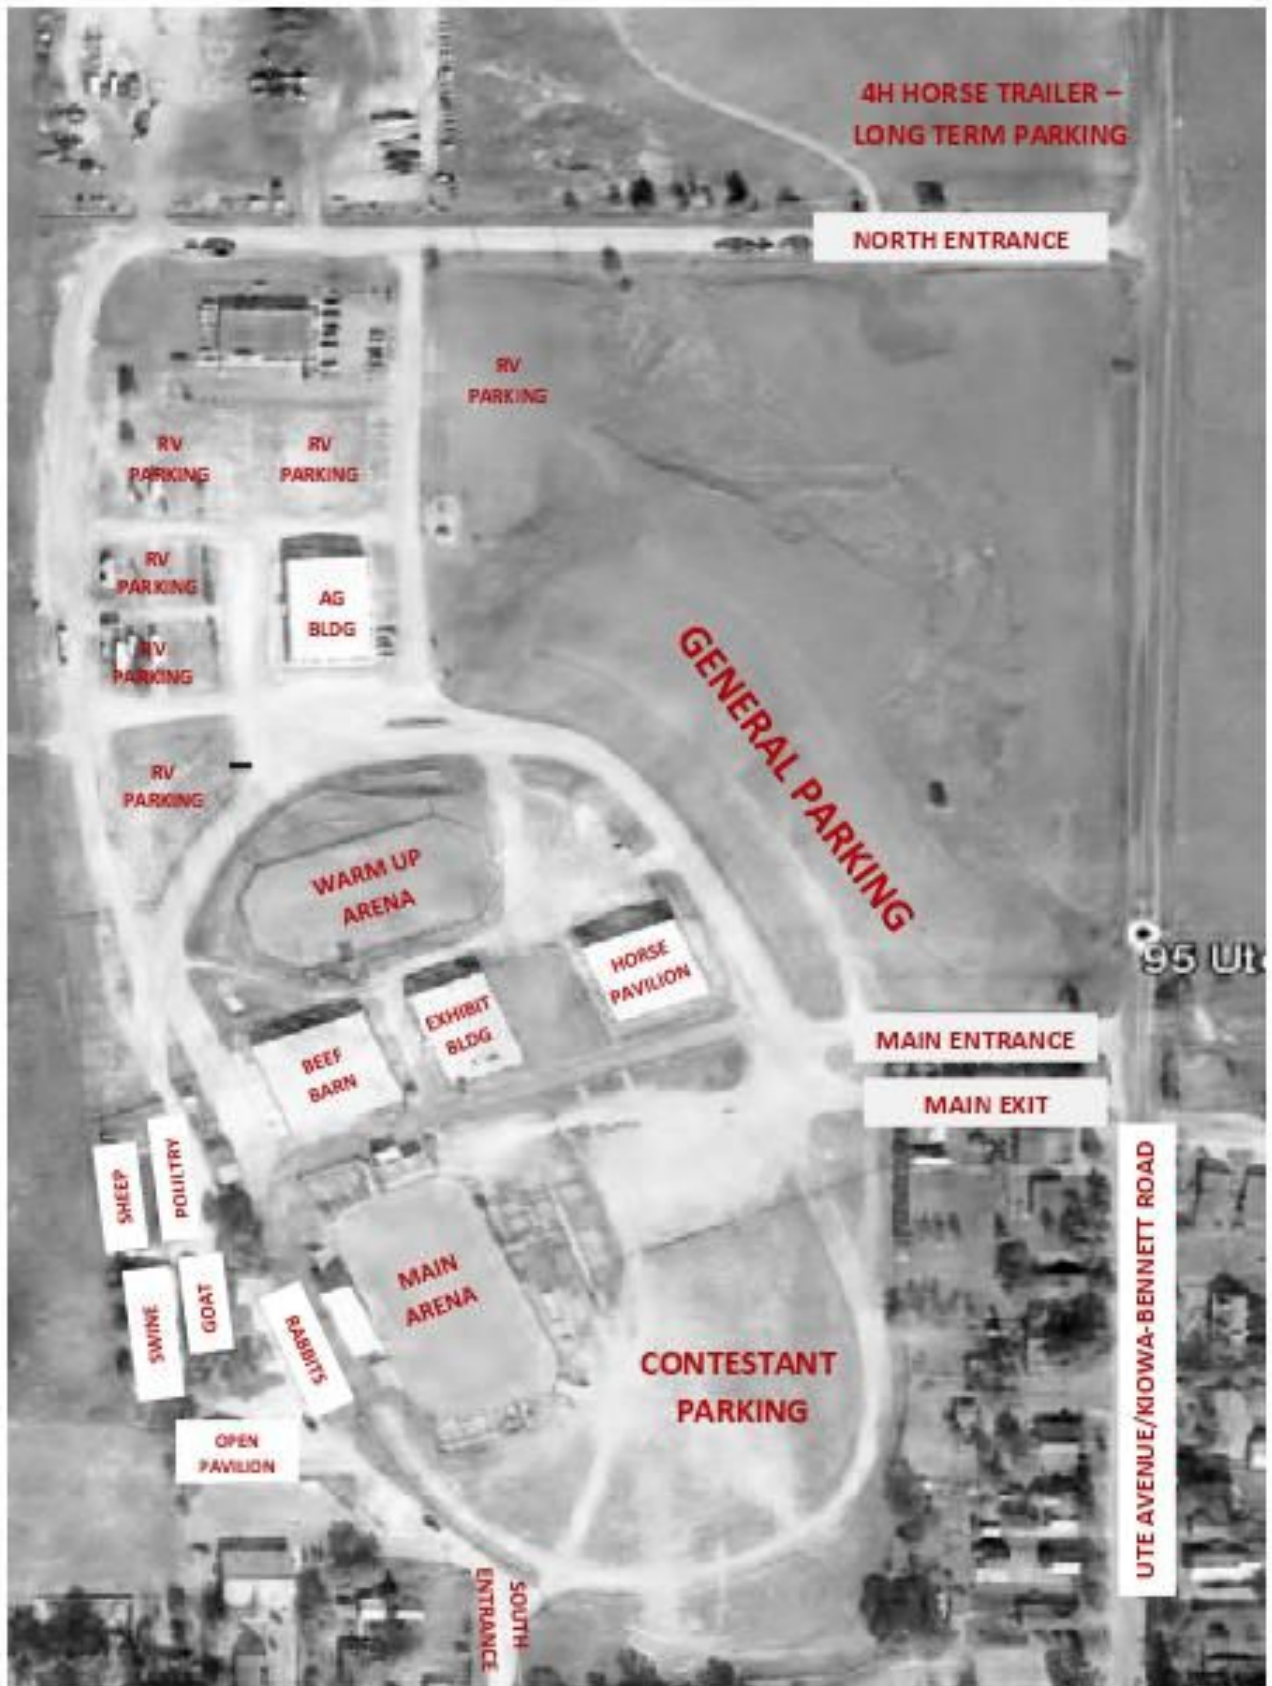 4H HORSE TRAILER –
LONG TERM PARKING
NORTH ENTRANCE
RV
PARKING
RV
PARKING
RV
PARKING
RV
PARKING
AG
BLDG
RV
PARKING
GENERAL PARKING
RV
PARKING
WARM UP
ARENA
HORSE
PAVILION
95 Ute
EXHIBIT
BLDG
MAIN ENTRANCE
BEEF
BARN
MAIN EXIT
SHEEP
POULTRY
UTE AVENUE/KIOWA-BENNETT ROAD
SWINE
GOAT
RABBITS
MAIN
ARENA
CONTESTANT
PARKING
OPEN
PAVILION
SOUTH
ENTRANCE